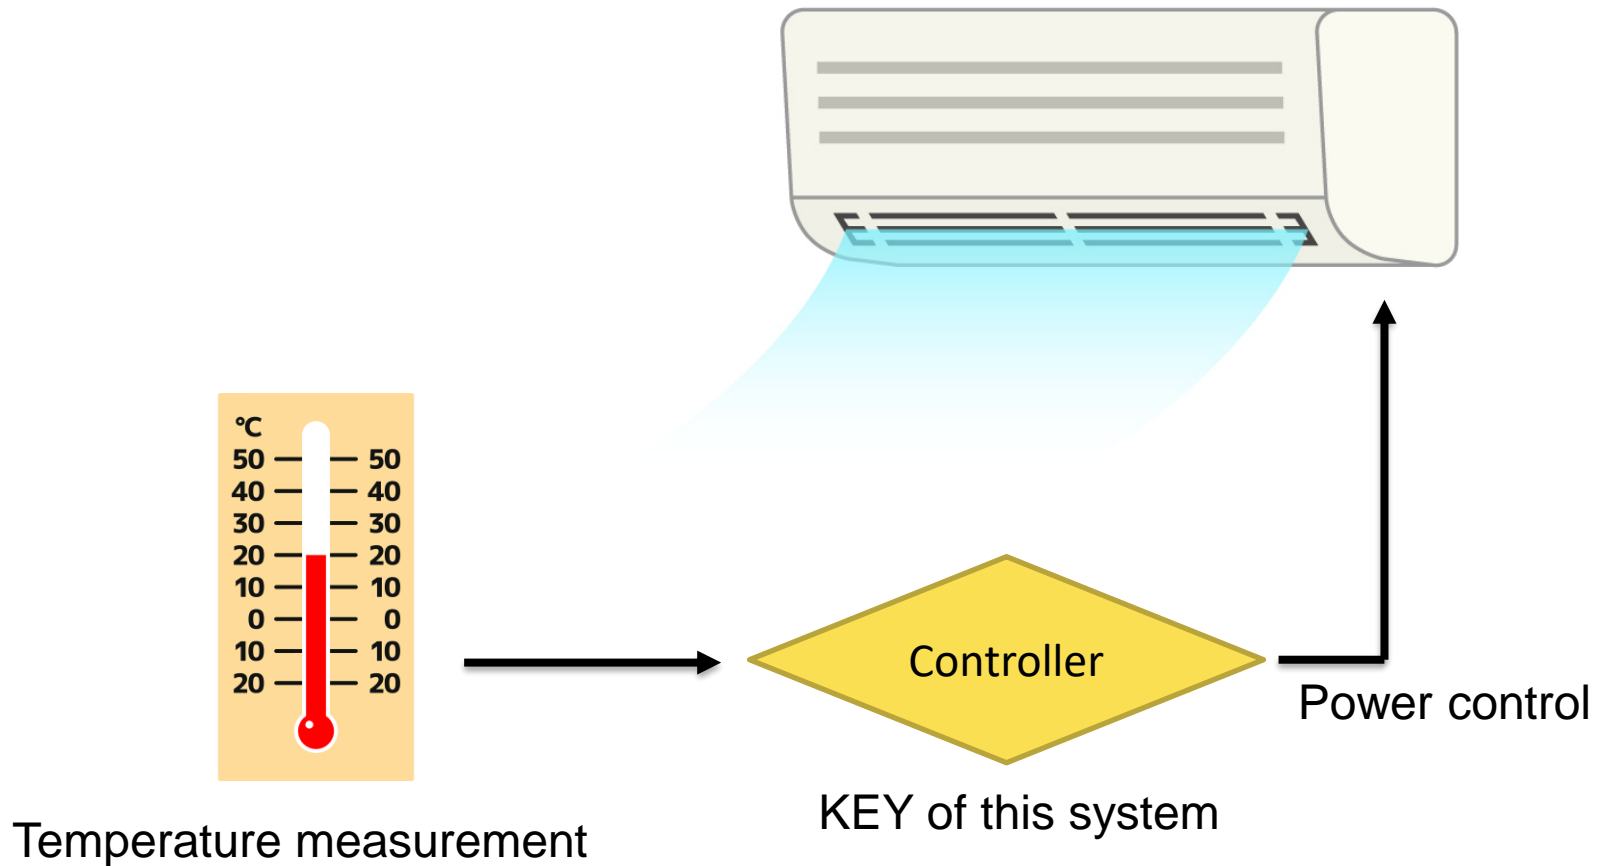 °C
50 50
40 40
30 30
20 20
10 10
0 0
10 10
20 20
Controller
Power control
KEY of this system
Temperature measurement